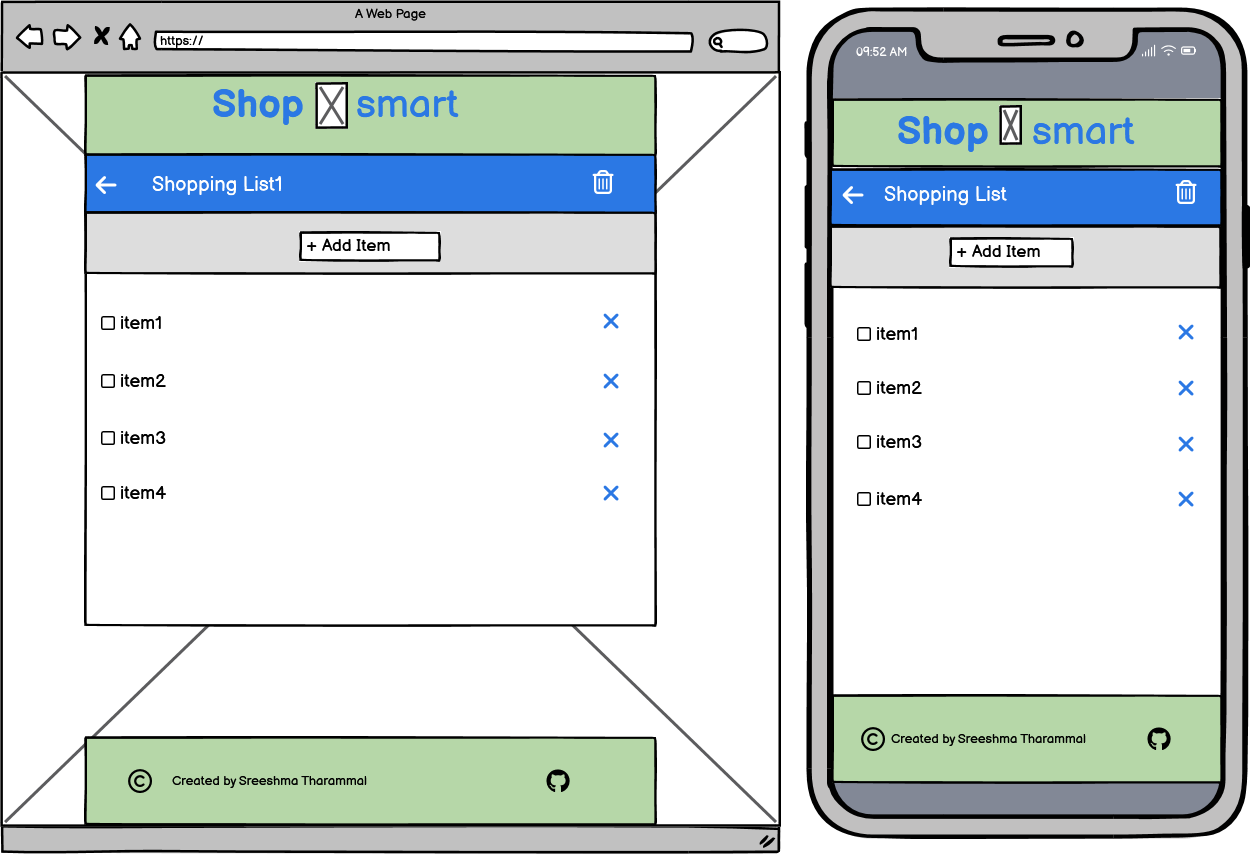 A Web Page
https://
Shop smart
Shopping List1
+ Add Item
item1
item2
item3
item4
© Created by Sreeshma Tharammal
09:52 AM
Shop smart
Shopping List
+ Add Item
item1
item2
item3
item4
© Created by Sreeshma Tharammal